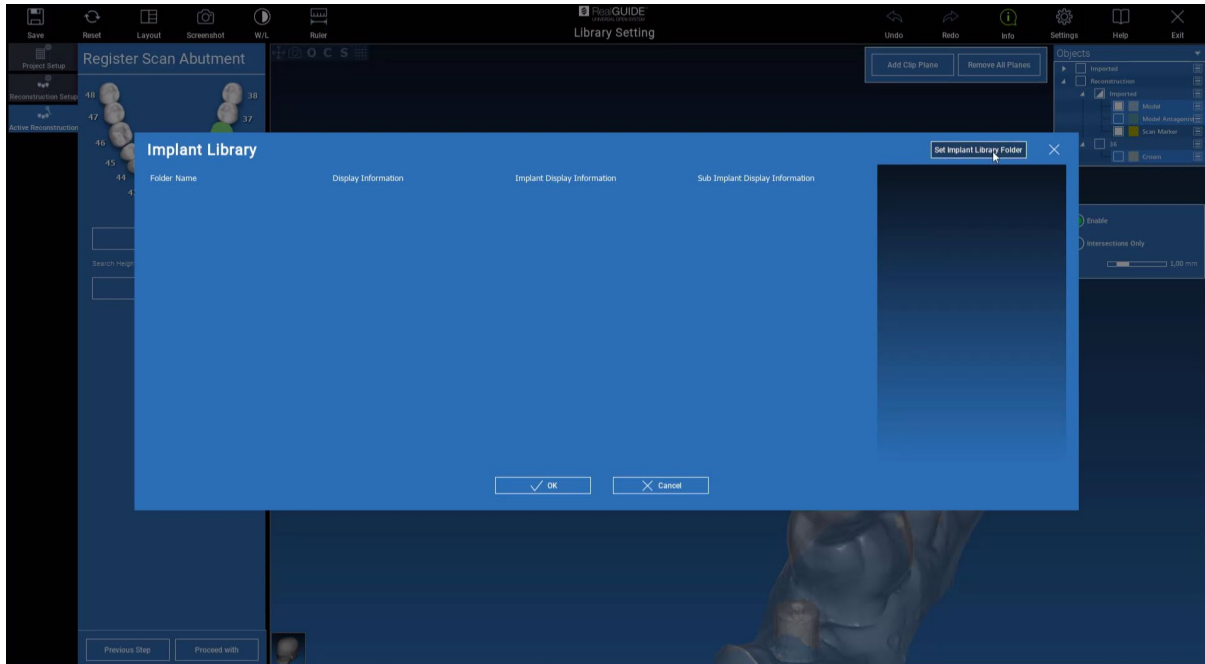 Save
Reset
Layout
Screenshot
W/L
Ruler
RealGUIDE
UNIVERSAL OPEN SYSTEM
Library Setting
Undo
Redo
Info
Settings
Help
Exit
Project Setup
Reconstruction Setup
Active Reconstruction
Register Scan Abutment
48
38
47
37
46
45
44
O C S
Add Clip Plane
Remove All Planes
Objects
Imported
Reconstruction
Imported
Model
Model Antagonist
Scan Marker
36
Crown
Implant Library
Set Implant Library Folder
Folder Name
Display Information
Implant Display Information
Sub Implant Display Information
OK
Cancel
Search Heigh
Enable
Intersections Only
1,00 mm
Previous Step
Proceed with